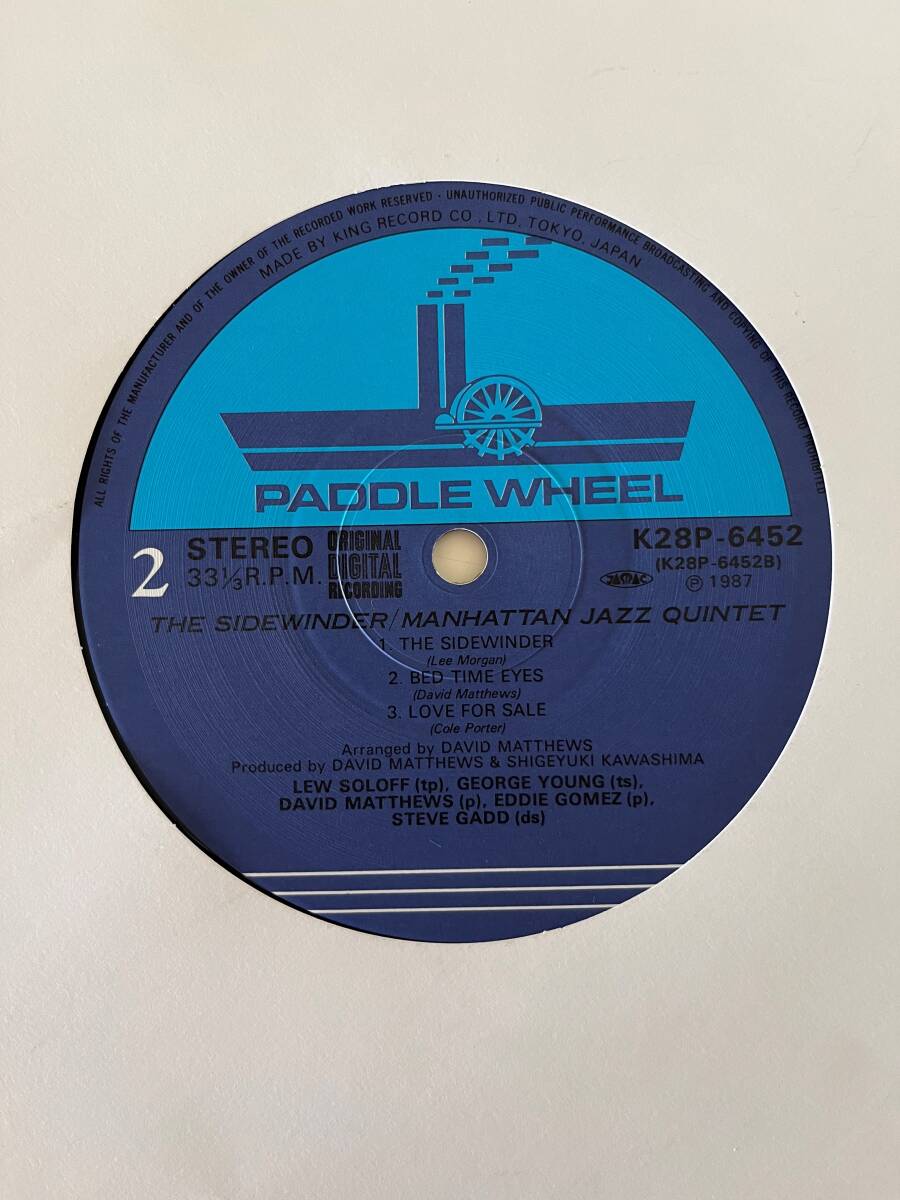 ALL RIGHTS OF THE MANUFACTURER AND OF THE OWNER OF THE RECORDED WORK RESERVED · UNAUTHORIZED PUBLIC PERFORMANCE BROADCASTING AND COPYING OF THIS RECORD PROHIBITED
MADE BY KING RECORD CO., LTD. TOKYO, JAPAN
PADDLE WHEEL
2
STEREO
33⅓ R.P.M.
ORIGINAL
DIGITAL
RECORDING
K28P-6452
(K28P-6452B)
JASRAC ℗ 1987
THE SIDEWINDER/MANHATTAN JAZZ QUINTET
1. THE SIDEWINDER
(Lee Morgan)
2. BED TIME EYES
(David Matthews)
3. LOVE FOR SALE
(Cole Porter)
Arranged by DAVID MATTHEWS
Produced by DAVID MATTHEWS & SHIGEYUKI KAWASHIMA
LEW SOLOFF (tp), GEORGE YOUNG (ts),
DAVID MATTHEWS (p), EDDIE GOMEZ (p),
STEVE GADD (ds)